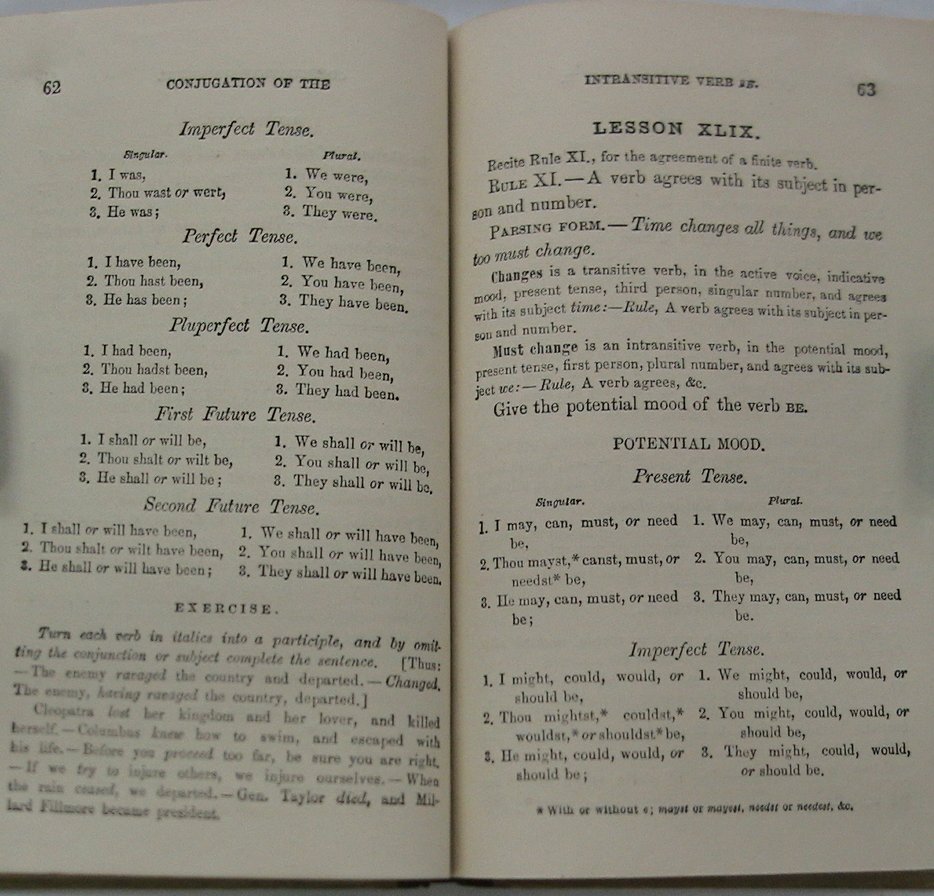 62 CONJUGATION OF THE
Imperfect Tense.
Singular. Plural.
1. I was, 1. We were,
2. Thou wast or wert, 2. You were,
3. He was; 3. They were.
Perfect Tense.
1. I have been, 1. We have been,
2. Thou hast been, 2. You have been,
3. He has been; 3. They have been.
Pluperfect Tense.
1. I had been, 1. We had been,
2. Thou hadst been, 2. You had been,
3. He had been; 3. They had been.
First Future Tense.
1. I shall or will be, 1. We shall or will be,
2. Thou shalt or wilt be, 2. You shall or will be,
3. He shall or will be; 3. They shall or will be.
Second Future Tense.
1. I shall or will have been, 1. We shall or will have been,
2. Thou shalt or wilt have been, 2. You shall or will have been,
3. He shall or will have been; 3. They shall or will have been.
EXERCISE.
Turn each verb in italics into a participle, and by omit-
ting the conjunction or subject complete the sentence. [Thus:
—The enemy ravaged the country and departed.—Changed,
The enemy, having ravaged the country, departed.]
Cleopatra lost her kingdom and her lover, and killed
herself.—Columbus knew how to swim, and escaped with
his life.—Before you proceed too far, be sure you are right.
—If we try to injure others, we injure ourselves.—When
the rain ceased, we departed.—Gen. Taylor died, and Mil-
lard Fillmore became president.
INTRANSITIVE VERB BE. 63
LESSON XLIX.
Recite Rule XI., for the agreement of a finite verb.
RULE XI.—A verb agrees with its subject in per-
son and number.
PARSING FORM.—Time changes all things, and we
too must change.
Changes is a transitive verb, in the active voice, indicative
mood, present tense, third person, singular number, and agrees
with its subject time:—Rule, A verb agrees with its subject in per-
son and number.
Must change is an intransitive verb, in the potential mood,
present tense, first person, plural number, and agrees with its sub-
ject we:—Rule, A verb agrees, &c.
Give the potential mood of the verb BE.
POTENTIAL MOOD.
Present Tense.
Singular. Plural.
1. I may, can, must, or need 1. We may, can, must, or need
be, be,
2. Thou mayst,* canst, must, or 2. You may, can, must, or need
needst* be, be,
3. He may, can, must, or need 3. They may, can, must, or need
be; be.
Imperfect Tense.
1. I might, could, would, or 1. We might, could, would, or
should be, should be,
2. Thou mightst,* couldst,* 2. You might, could, would, or
wouldst,* or shouldst* be, should be,
3. He might, could, would, or 3. They might, could, would,
should be; or should be.
* With or without e; mayst or mayest, needst or needest, &c.